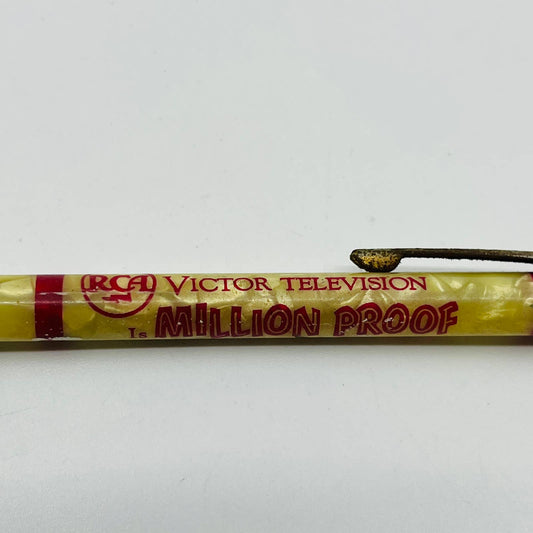 RCA VICTOR TELEVISION
Is MILLION PROOF